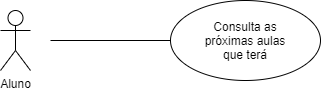 Consulta as
próximas aulas
que terá
Aluno